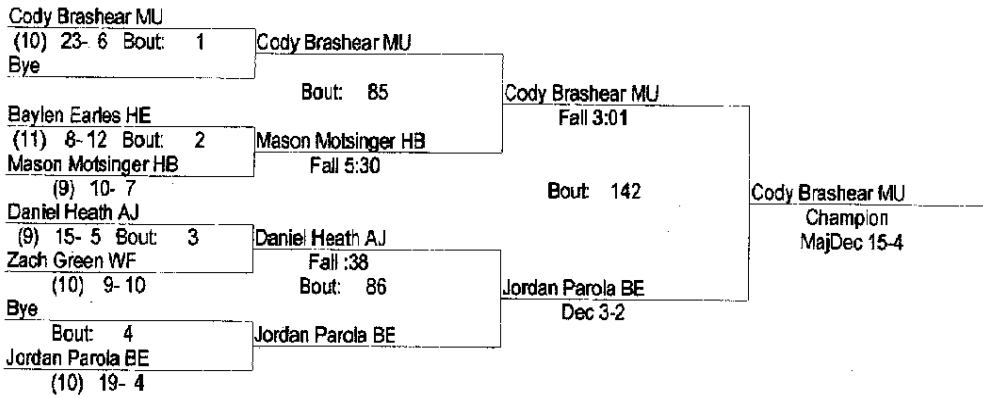 Cody Brashear MU
(10) 23- 6 Bout: 1
Bye
Cody Brashear MU
Bout: 85
Baylen Earles HE
(11) 8-12 Bout: 2
Mason Motsinger HB
(9) 10- 7
Mason Motsinger HB
Fall 5:30
Cody Brashear MU
Fall 3:01
Bout: 142
Daniel Heath AJ
(9) 15- 5 Bout: 3
Zach Green WF
(10) 9-10
Daniel Heath AJ
Fall :38
Bout: 86
Bye
Bout: 4
Jordan Parola BE
(10) 19- 4
Jordan Parola BE
Jordan Parola BE
Dec 3-2
Cody Brashear MU
Champion
MajDec 15-4